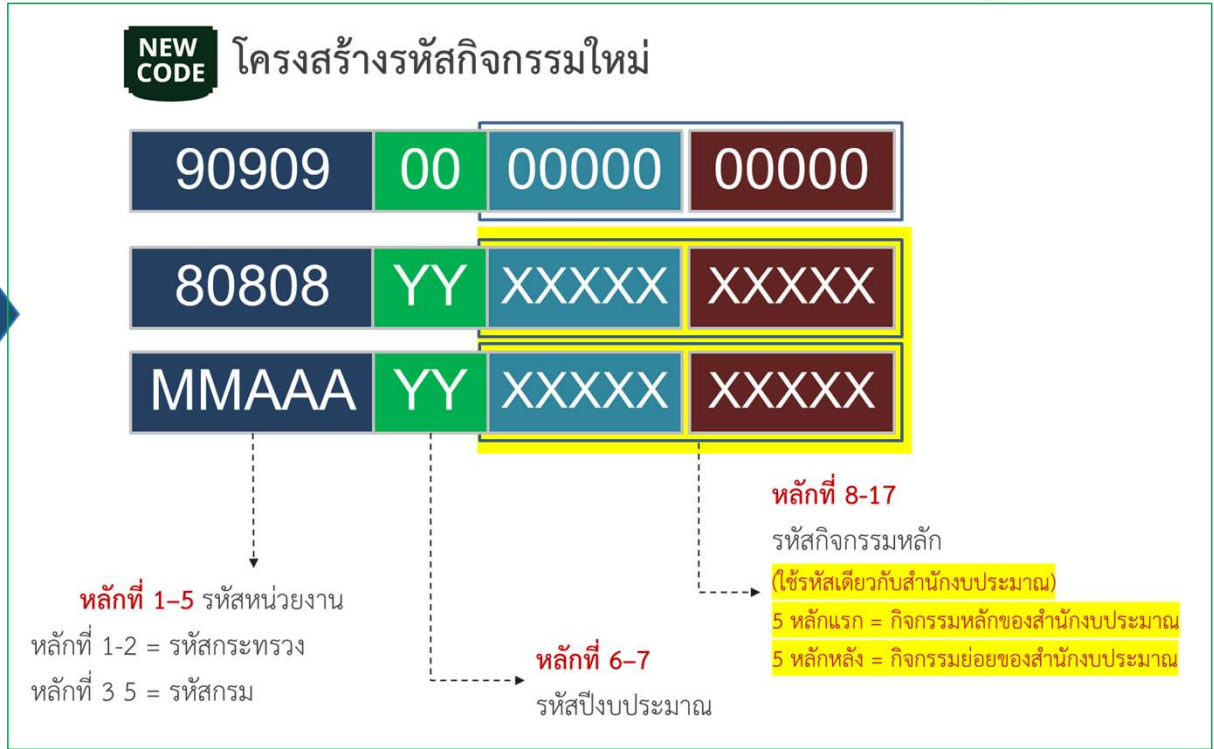 NEW
CODE
โครงสร้างรหัสกิจกรรมใหม่
90909 00 00000 00000
80808 YY XXXXX XXXXX
MMAAA YY XXXXX XXXXX
หลักที่ 1–5 รหัสหน่วยงาน
หลักที่ 1-2 = รหัสกระทรวง
หลักที่ 3 5 = รหัสกรม
หลักที่ 6–7
รหัสปีงบประมาณ
หลักที่ 8-17
รหัสกิจกรรมหลัก
(ใช้รหัสเดียวกับสำนักงบประมาณ)
5 หลักแรก = กิจกรรมหลักของสำนักงบประมาณ
5 หลักหลัง = กิจกรรมย่อยของสำนักงบประมาณ